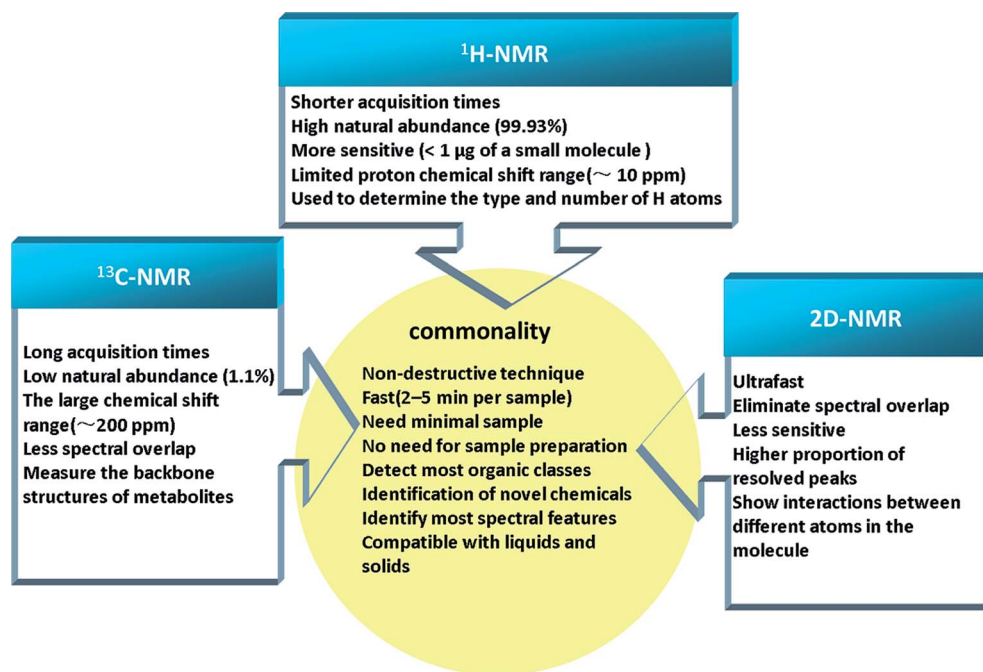 ¹H-NMR
Shorter acquisition times
High natural abundance (99.93%)
More sensitive (< 1 μg of a small molecule )
Limited proton chemical shift range(～ 10 ppm)
Used to determine the type and number of H atoms
¹³C-NMR
Long acquisition times
Low natural abundance (1.1%)
The large chemical shift
range(～200 ppm)
Less spectral overlap
Measure the backbone
structures of metabolites
commonality
Non-destructive technique
Fast(2–5 min per sample)
Need minimal sample
No need for sample preparation
Detect most organic classes
Identification of novel chemicals
Identify most spectral features
Compatible with liquids and
solids
2D-NMR
Ultrafast
Eliminate spectral overlap
Less sensitive
Higher proportion of
resolved peaks
Show interactions between
different atoms in the
molecule